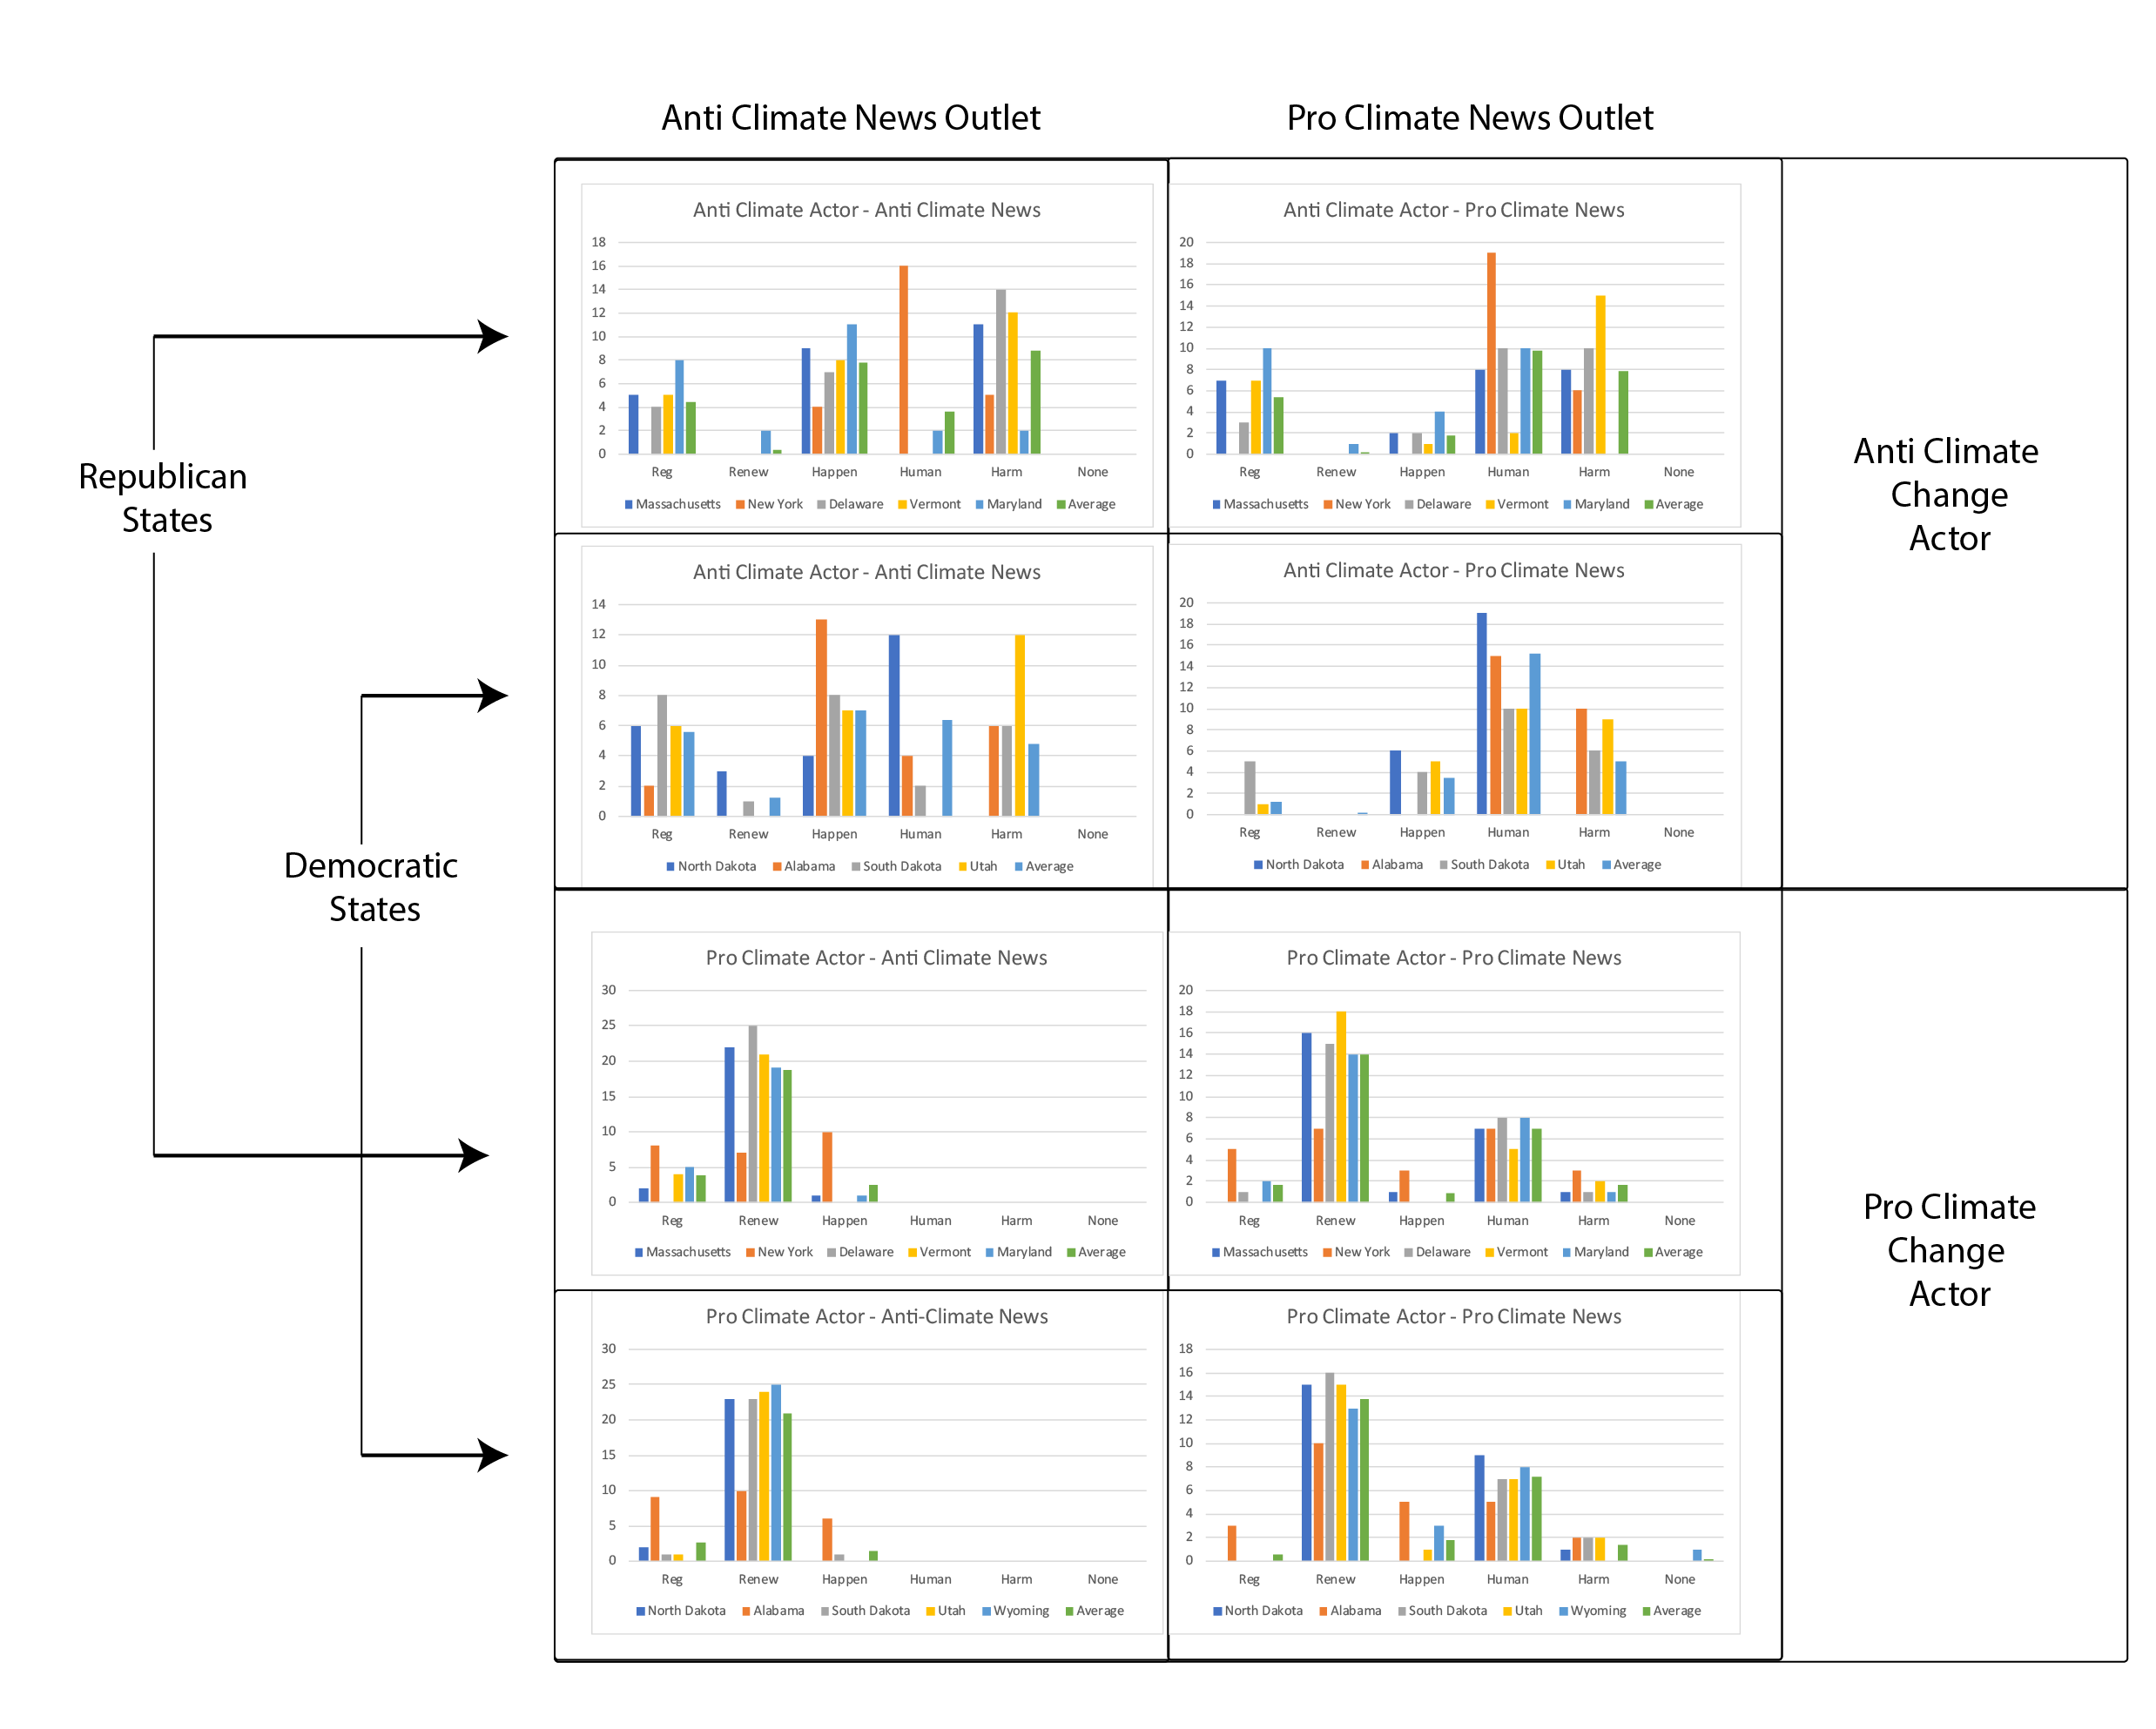 Anti Climate News Outlet
Pro Climate News Outlet
Republican
States
Democratic
States
Anti Climate Actor - Anti Climate News
18
16
14
12
10
8
6
4
2
0
Reg Renew Happen Human Harm None
Massachusetts New York Delaware Vermont Maryland Average
Anti Climate Actor - Pro Climate News
20
18
16
14
12
10
8
6
4
2
0
Reg Renew Happen Human Harm None
Massachusetts New York Delaware Vermont Maryland Average
Anti Climate
Change
Actor
Anti Climate Actor - Anti Climate News
14
12
10
8
6
4
2
0
Reg Renew Happen Human Harm None
North Dakota Alabama South Dakota Utah Average
Anti Climate Actor - Pro Climate News
20
18
16
14
12
10
8
6
4
2
0
Reg Renew Happen Human Harm None
North Dakota Alabama South Dakota Utah Average
Pro Climate Actor - Anti Climate News
30
25
20
15
10
5
0
Reg Renew Happen Human Harm None
Massachusetts New York Delaware Vermont Maryland Average
Pro Climate Actor - Pro Climate News
20
18
16
14
12
10
8
6
4
2
0
Reg Renew Happen Human Harm None
Massachusetts New York Delaware Vermont Maryland Average
Pro Climate
Change
Actor
Pro Climate Actor - Anti-Climate News
30
25
20
15
10
5
0
Reg Renew Happen Human Harm None
North Dakota Alabama South Dakota Utah Wyoming Average
Pro Climate Actor - Pro Climate News
18
16
14
12
10
8
6
4
2
0
Reg Renew Happen Human Harm None
North Dakota Alabama South Dakota Utah Wyoming Average